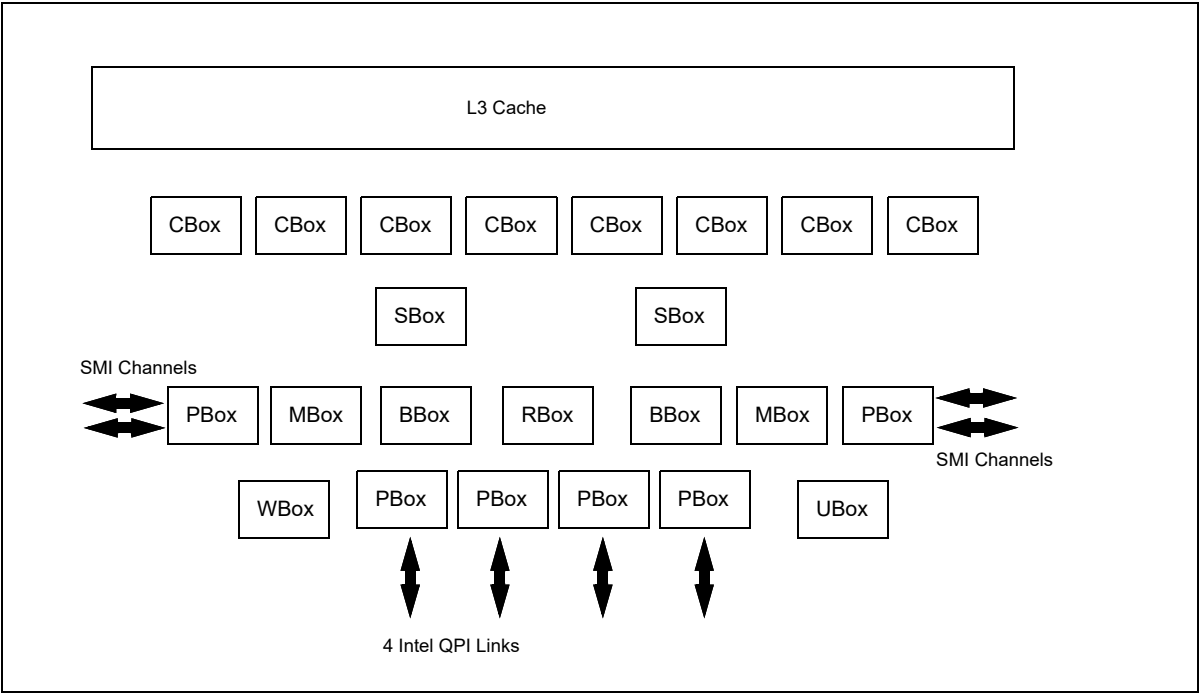 L3 Cache
CBox CBox CBox CBox CBox CBox CBox CBox
SBox SBox
SMI Channels
PBox MBox BBox RBox BBox MBox PBox
SMI Channels
WBox PBox PBox PBox PBox UBox
4 Intel QPI Links